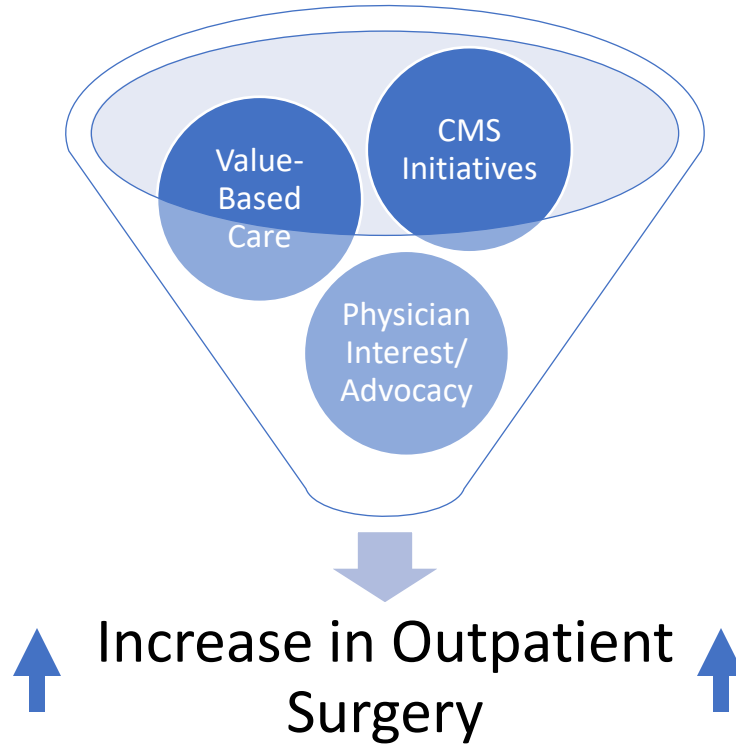 Value-
Based
Care
CMS
Initiatives
Physician
Interest/
Advocacy
Increase in Outpatient
Surgery